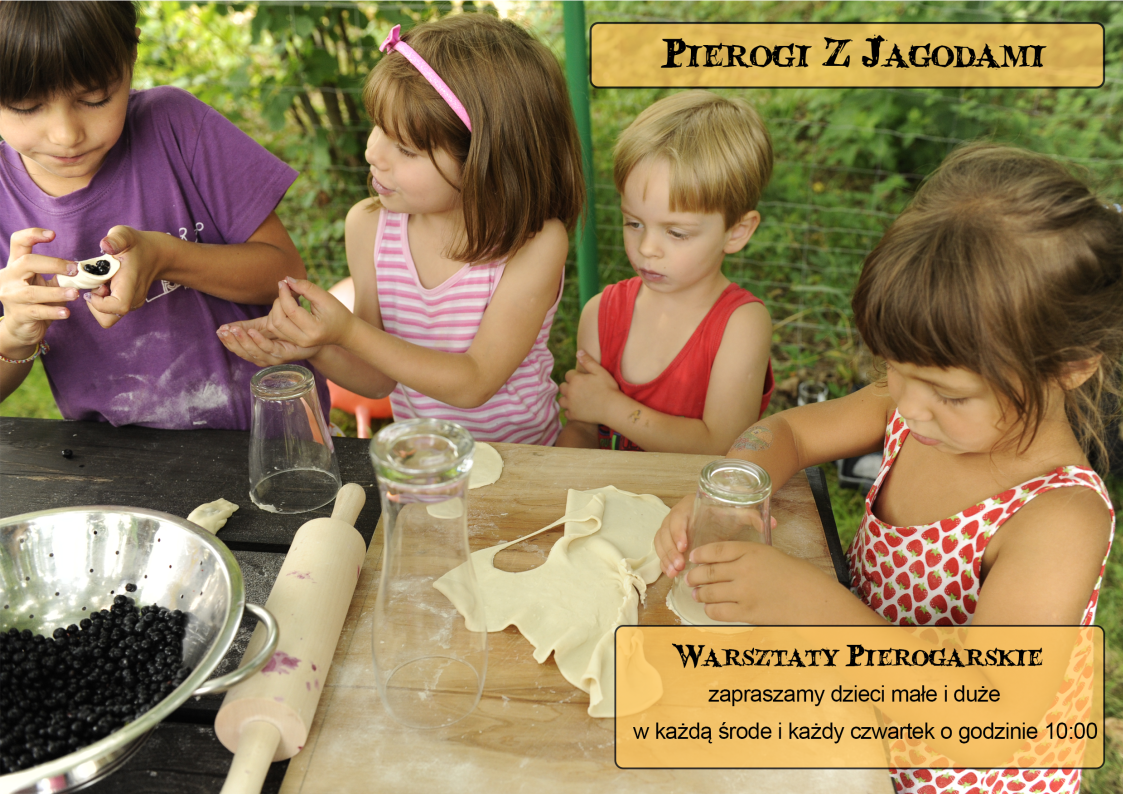 Pierogi Z Jagodami
Warsztaty Pierogarskie
zapraszamy dzieci małe i duże
w każdą środe i każdy czwartek o godzinie 10:00